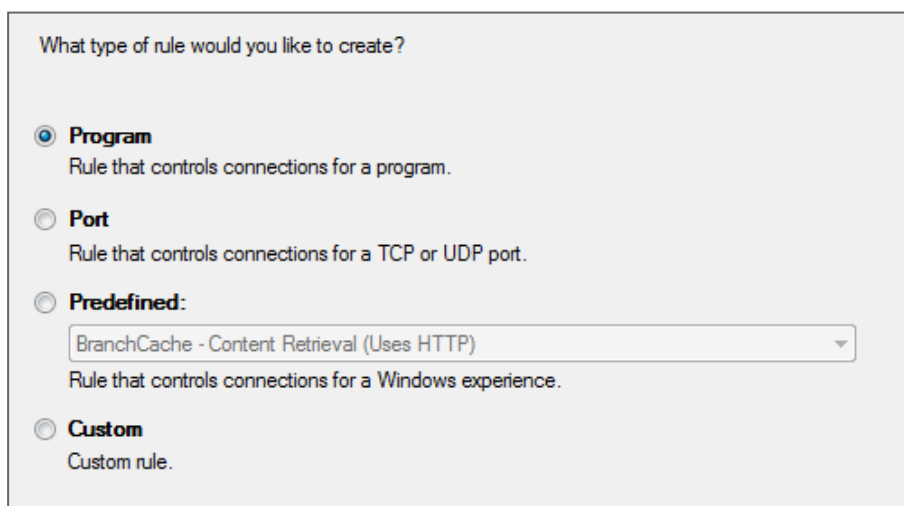 What type of rule would you like to create?
Program
Rule that controls connections for a program.
Port
Rule that controls connections for a TCP or UDP port.
Predefined:
BranchCache - Content Retrieval (Uses HTTP)
Rule that controls connections for a Windows experience.
Custom
Custom rule.